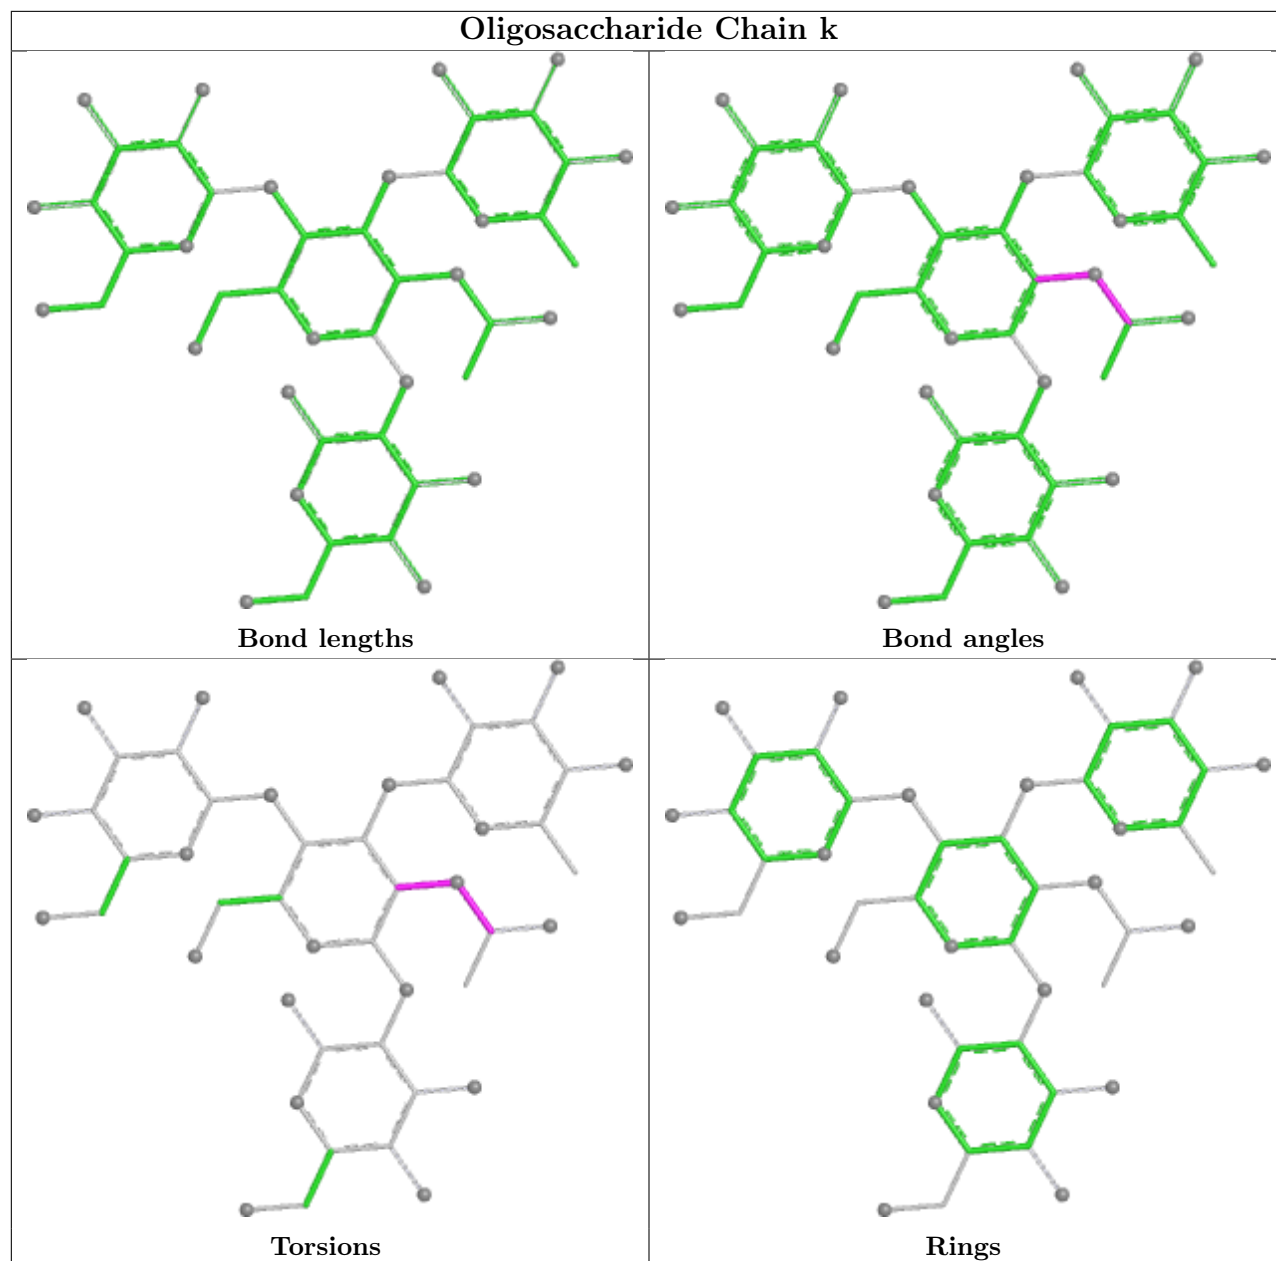 Oligosaccharide Chain k
Bond lengths
Bond angles
Torsions
Rings